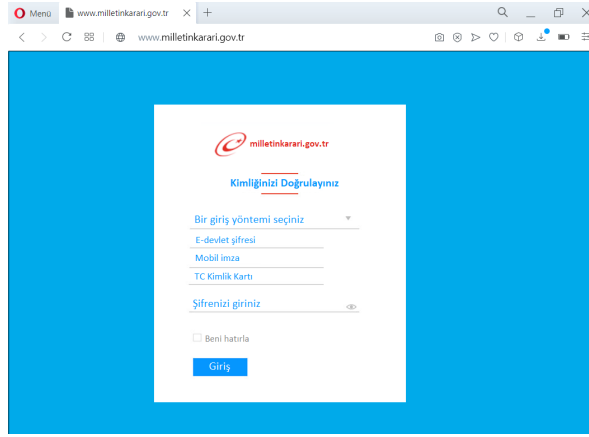 Menü
www.milletinkarari.gov.tr
www.milletinkarari.gov.tr
milletinkarari.gov.tr
Kimliğinizi Doğrulayınız
Bir giriş yöntemi seçiniz
E-devlet şifresi
Mobil imza
TC Kimlik Kartı
Şifrenizi giriniz
Beni hatırla
Giriş